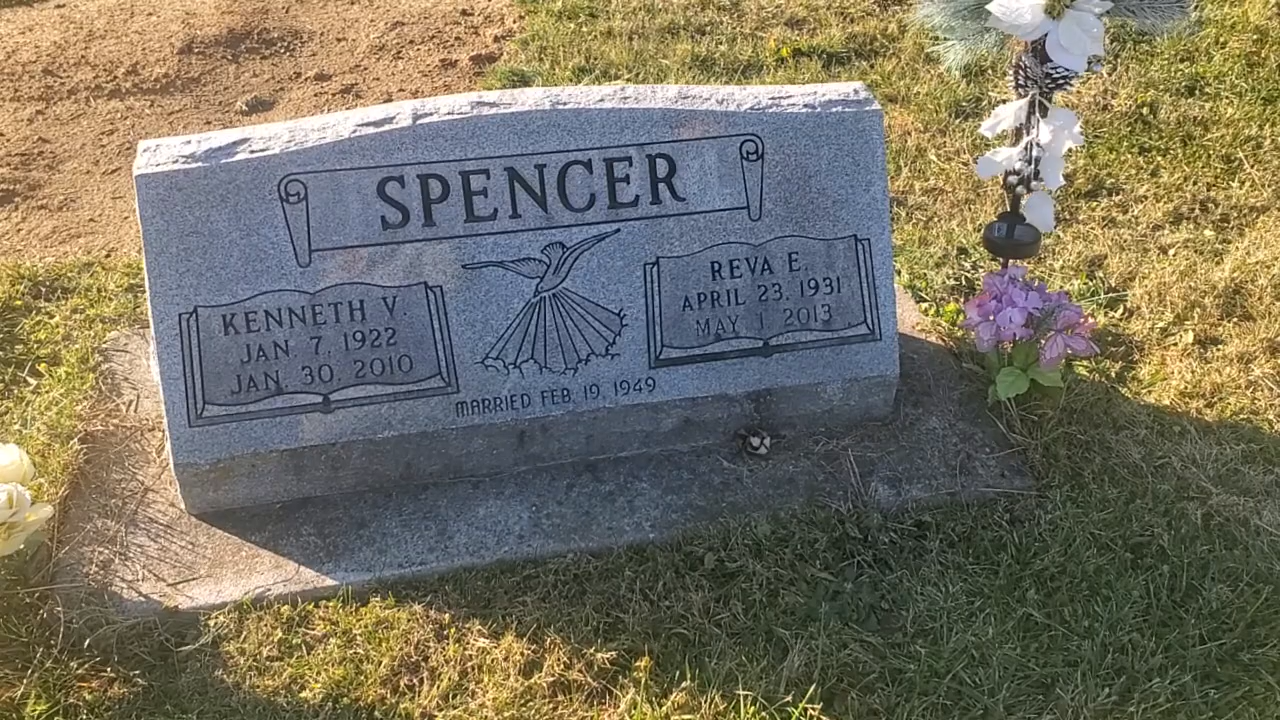 SPENCER
KENNETH V.
JAN. 7, 1922
JAN. 30, 2010
REVA E.
APRIL 23, 1931
MAY 1, 2013
MARRIED FEB. 19, 1949